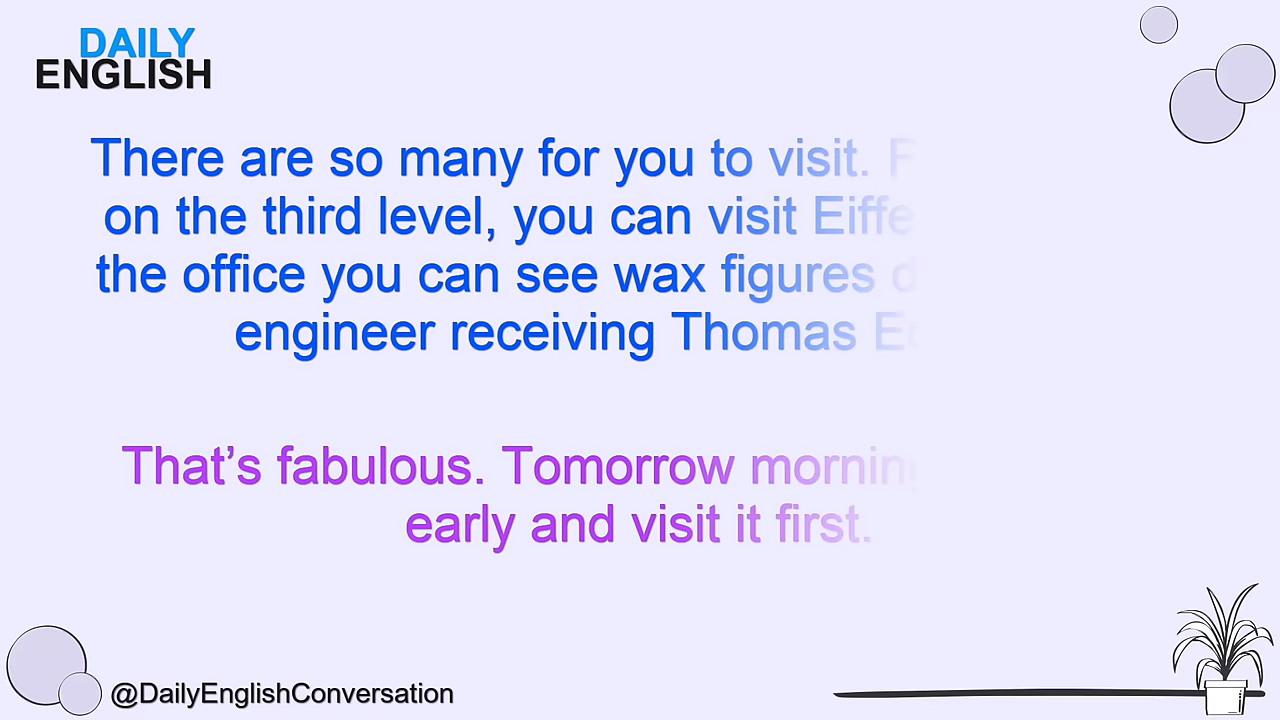 DAILY
ENGLISH
There are so many for you to visit.
on the third level, you can visit
the office you can see wax figures
engineer receiving Thomas
That’s fabulous. Tomorrow
early and visit it first.
@DailyEnglishConversation